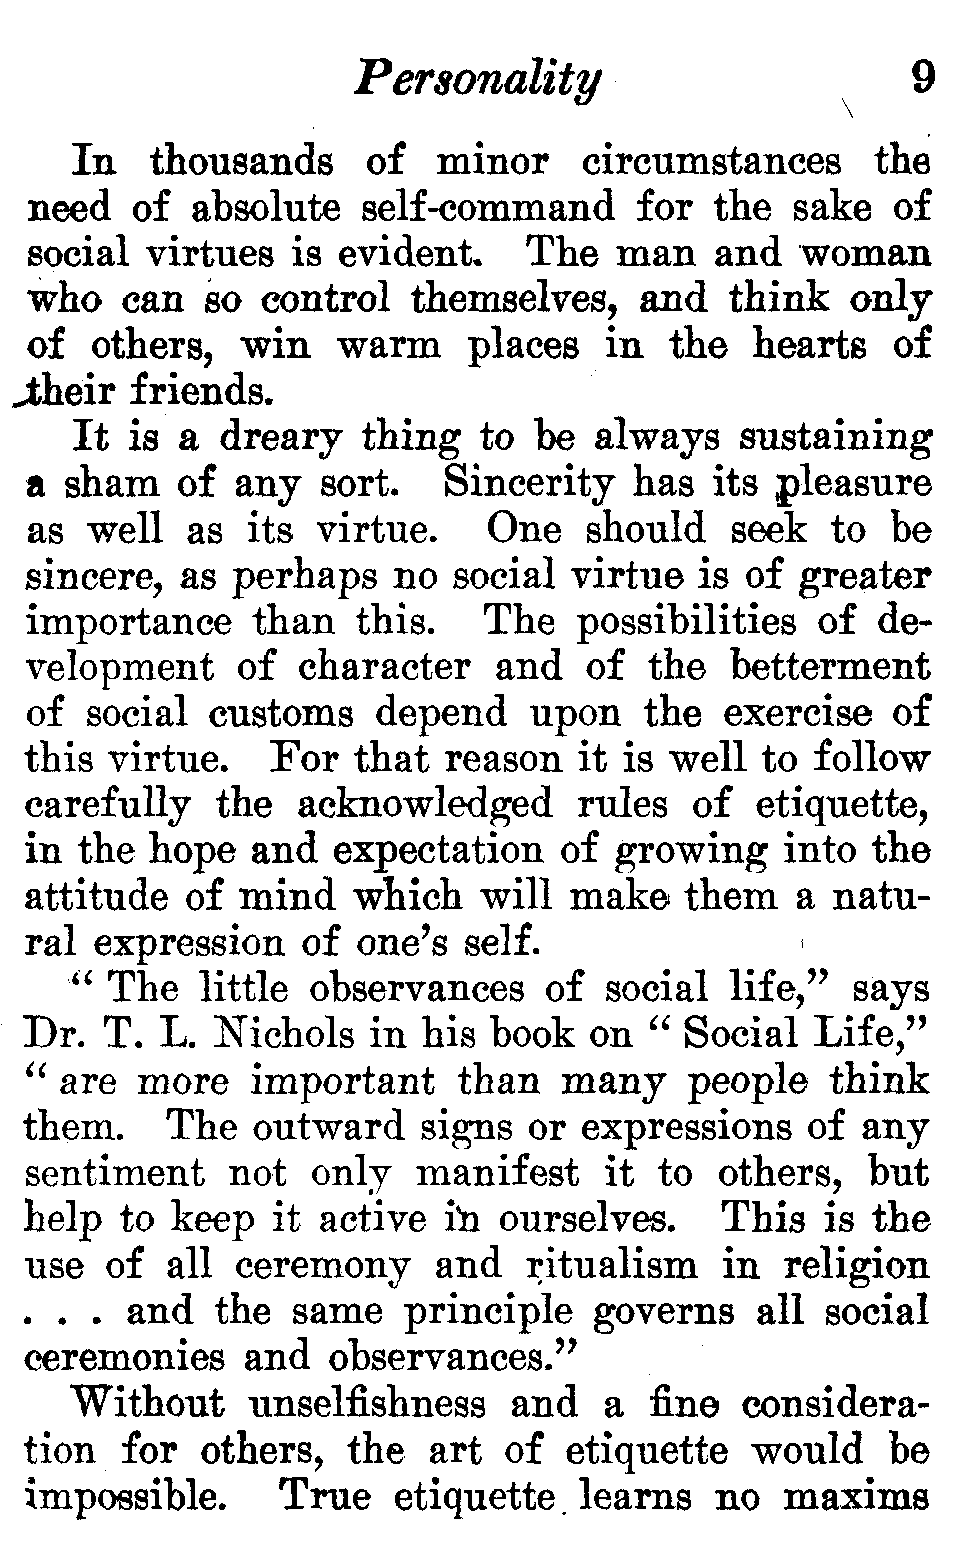 Personality 9
In thousands of minor circumstances the
need of absolute self-command for the sake of
social virtues is evident. The man and woman
who can so control themselves, and think only
of others, win warm places in the hearts of
their friends.
It is a dreary thing to be always sustaining
a sham of any sort. Sincerity has its pleasure
as well as its virtue. One should seek to be
sincere, as perhaps no social virtue is of greater
importance than this. The possibilities of de-
velopment of character and of the betterment
of social customs depend upon the exercise of
this virtue. For that reason it is well to follow
carefully the acknowledged rules of etiquette,
in the hope and expectation of growing into the
attitude of mind which will make them a natu-
ral expression of one's self.
“ The little observances of social life,” says
Dr. T. L. Nichols in his book on “ Social Life,”
“ are more important than many people think
them. The outward signs or expressions of any
sentiment not only manifest it to others, but
help to keep it active in ourselves. This is the
use of all ceremony and ritualism in religion
. . . and the same principle governs all social
ceremonies and observances.”
Without unselfishness and a fine considera-
tion for others, the art of etiquette would be
impossible. True etiquette learns no maxims